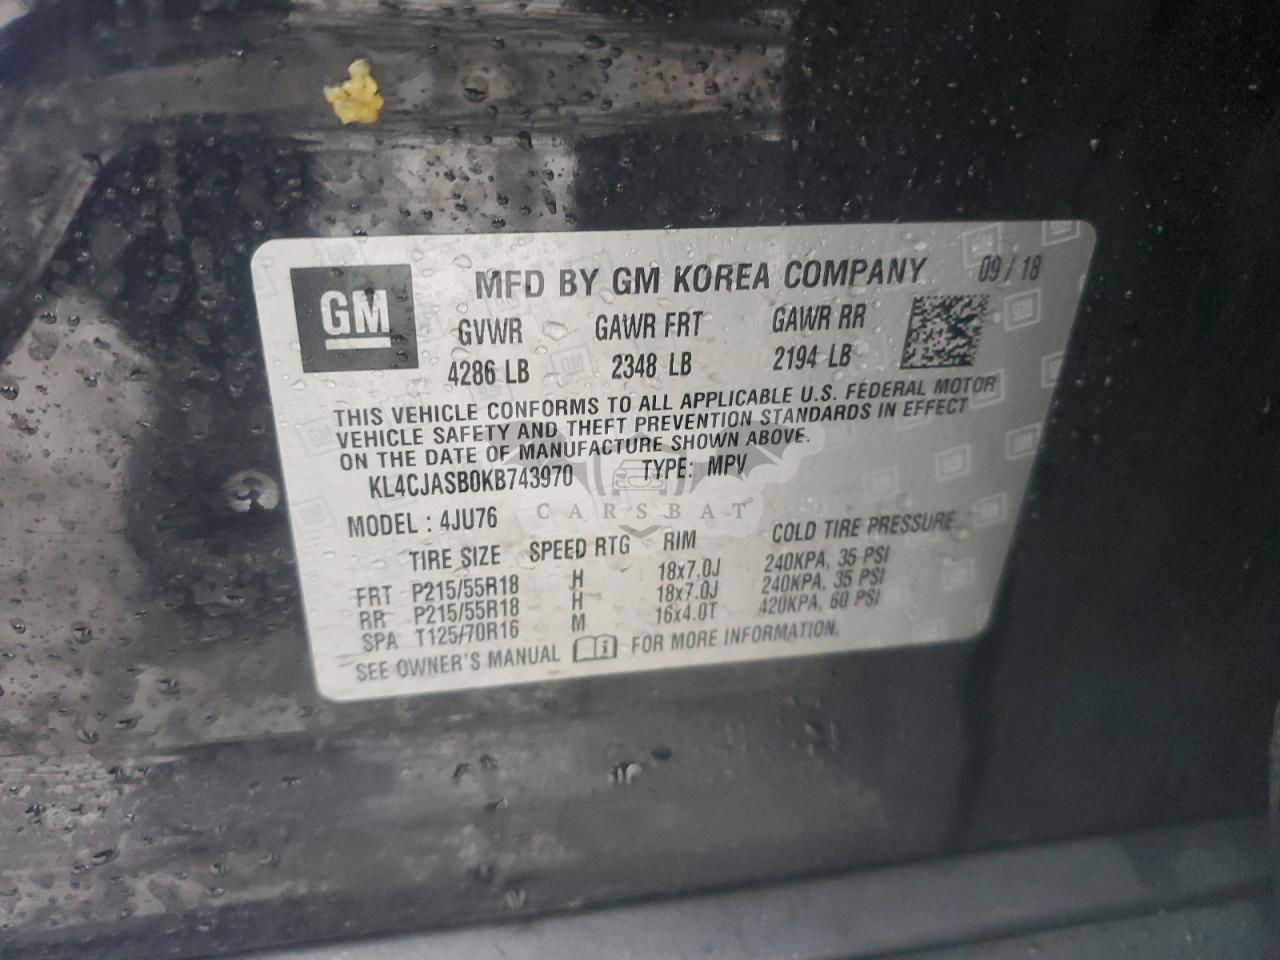 GM
MFD BY GM KOREA COMPANY 09/18
GVWR GAWR FRT GAWR RR
4286 LB 2348 LB 2194 LB
THIS VEHICLE CONFORMS TO ALL APPLICABLE U.S. FEDERAL MOTOR
VEHICLE SAFETY AND THEFT PREVENTION STANDARDS IN EFFECT
ON THE DATE OF MANUFACTURE SHOWN ABOVE.
KL4CJASB0KB743970 TYPE: MPV
CARSBAT
MODEL : 4JU76
TIRE SIZE SPEED RTG RIM COLD TIRE PRESSURE
FRT P215/55R18 H 18x7.0J 240KPA, 35 PSI
RR P215/55R18 H 18x7.0J 240KPA, 35 PSI
SPA T125/70R16 M 16x4.0T 420KPA, 60 PSI
SEE OWNER'S MANUAL FOR MORE INFORMATION.